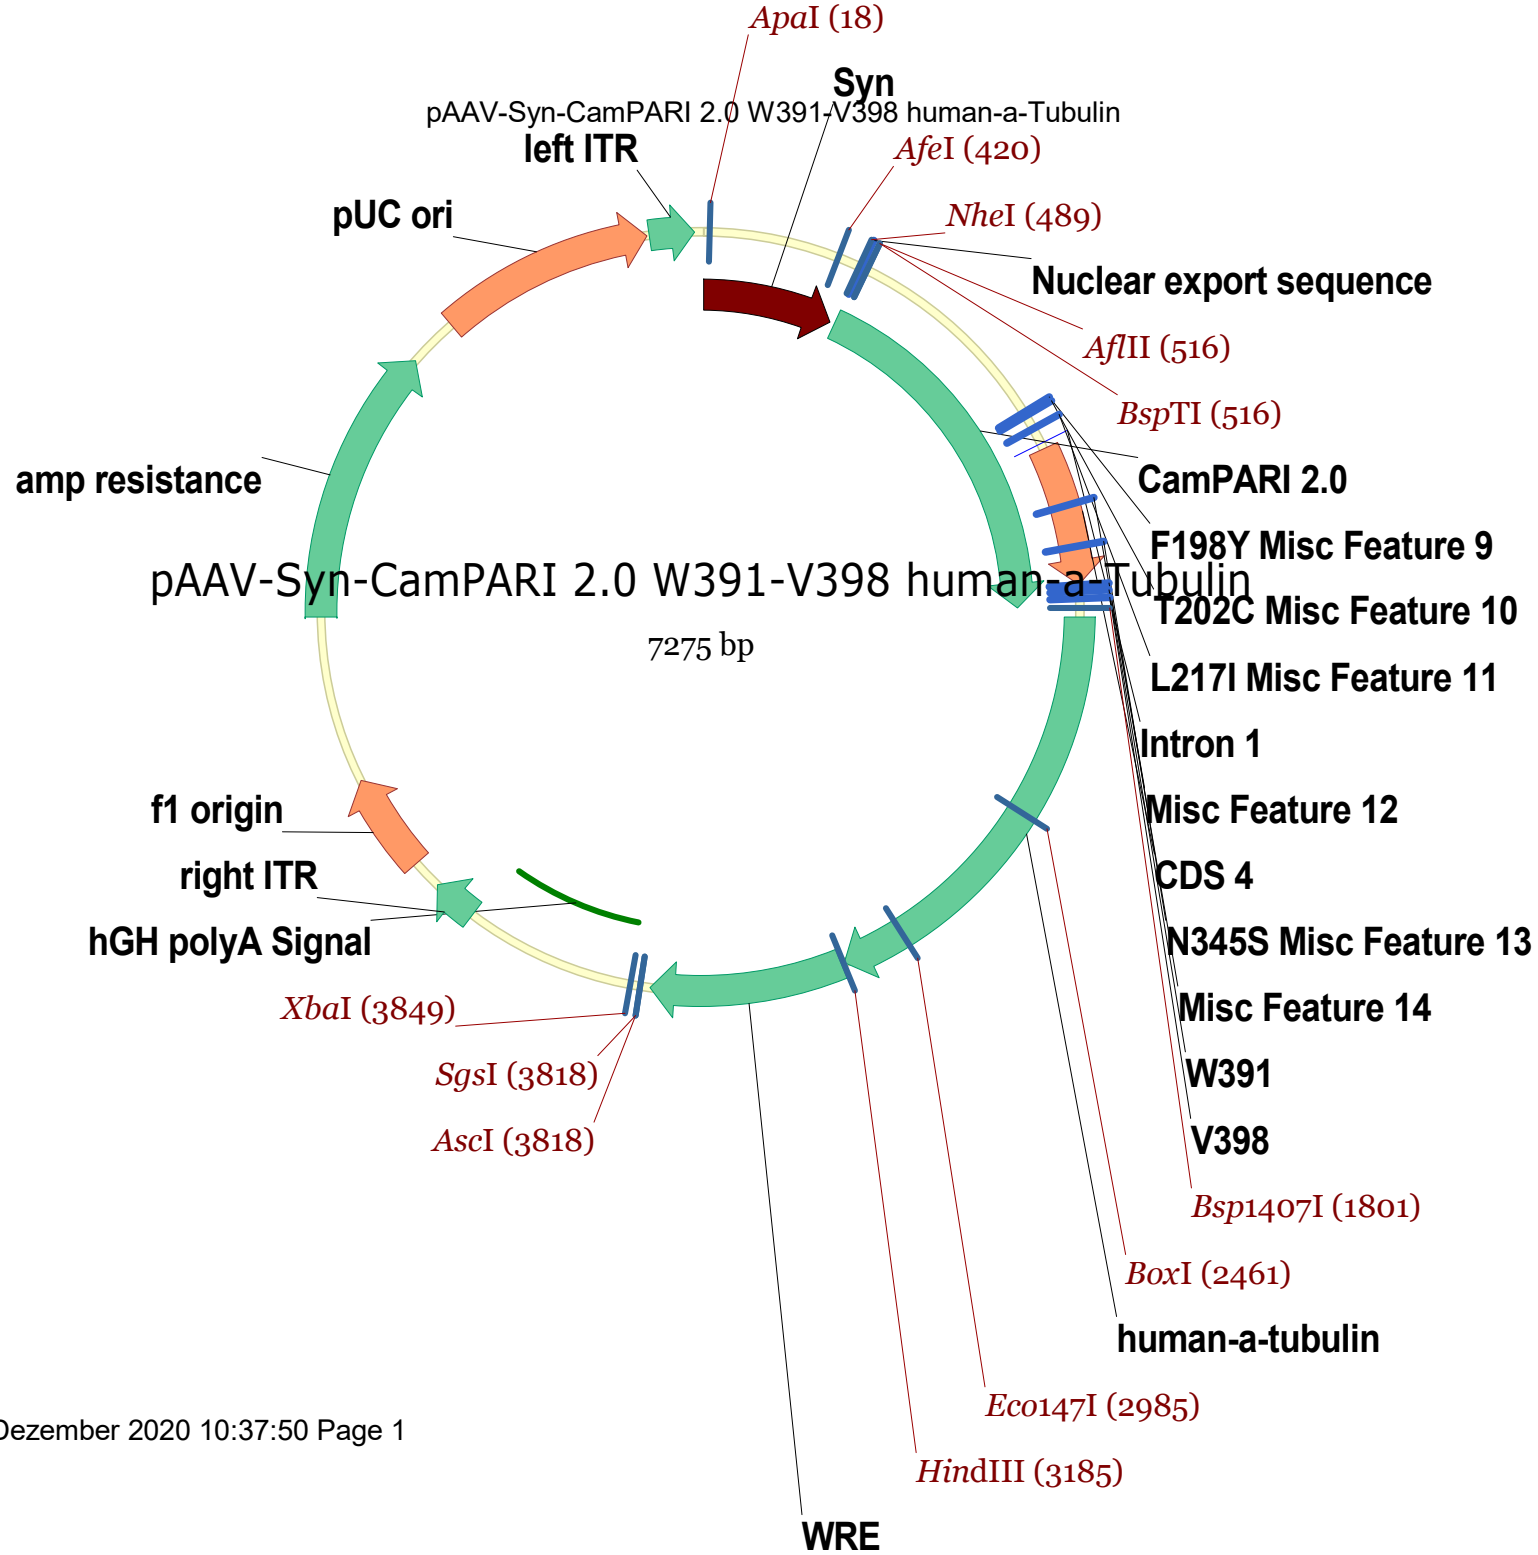 ApaI (18)
Syn
pAAV-Syn-CamPARI 2.0 W391-V398 human-a-Tubulin
left ITR
AfeI (420)
pUC ori
NheI (489)
Nuclear export sequence
AflII (516)
BspTI (516)
amp resistance
CamPARI 2.0
F198Y Misc Feature 9
pAAV-Syn-CamPARI 2.0 W391-V398 human-a-Tubulin
T202C Misc Feature 10
7275 bp
L217I Misc Feature 11
Intron 1
f1 origin
Misc Feature 12
right ITR
CDS 4
hGH polyA Signal
N345S Misc Feature 13
XbaI (3849)
Misc Feature 14
SgsI (3818)
W391
AscI (3818)
V398
Bsp1407I (1801)
BoxI (2461)
human-a-tubulin
Eco147I (2985)
Dezember 2020 10:37:50 Page 1
HindIII (3185)
WRE